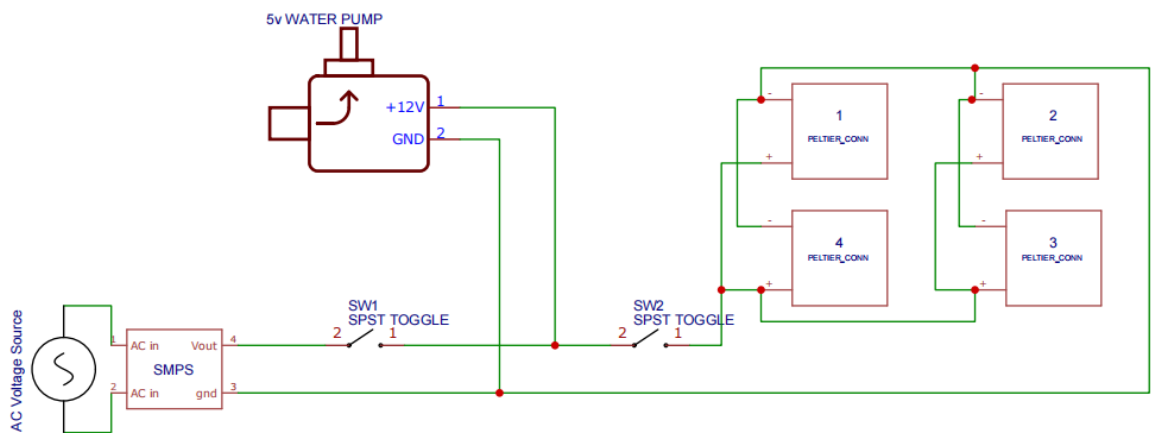 5v WATER PUMP
+12V
1
GND
2
-
-
1
PELTIER_CONN
2
PELTIER_CONN
+
+
-
-
4
PELTIER_CONN
3
PELTIER_CONN
+
+
SW1
SPST TOGGLE
2
1
SW2
SPST TOGGLE
2
1
AC Voltage Source
1
AC in
Vout
4
SMPS
2
AC in
gnd
3